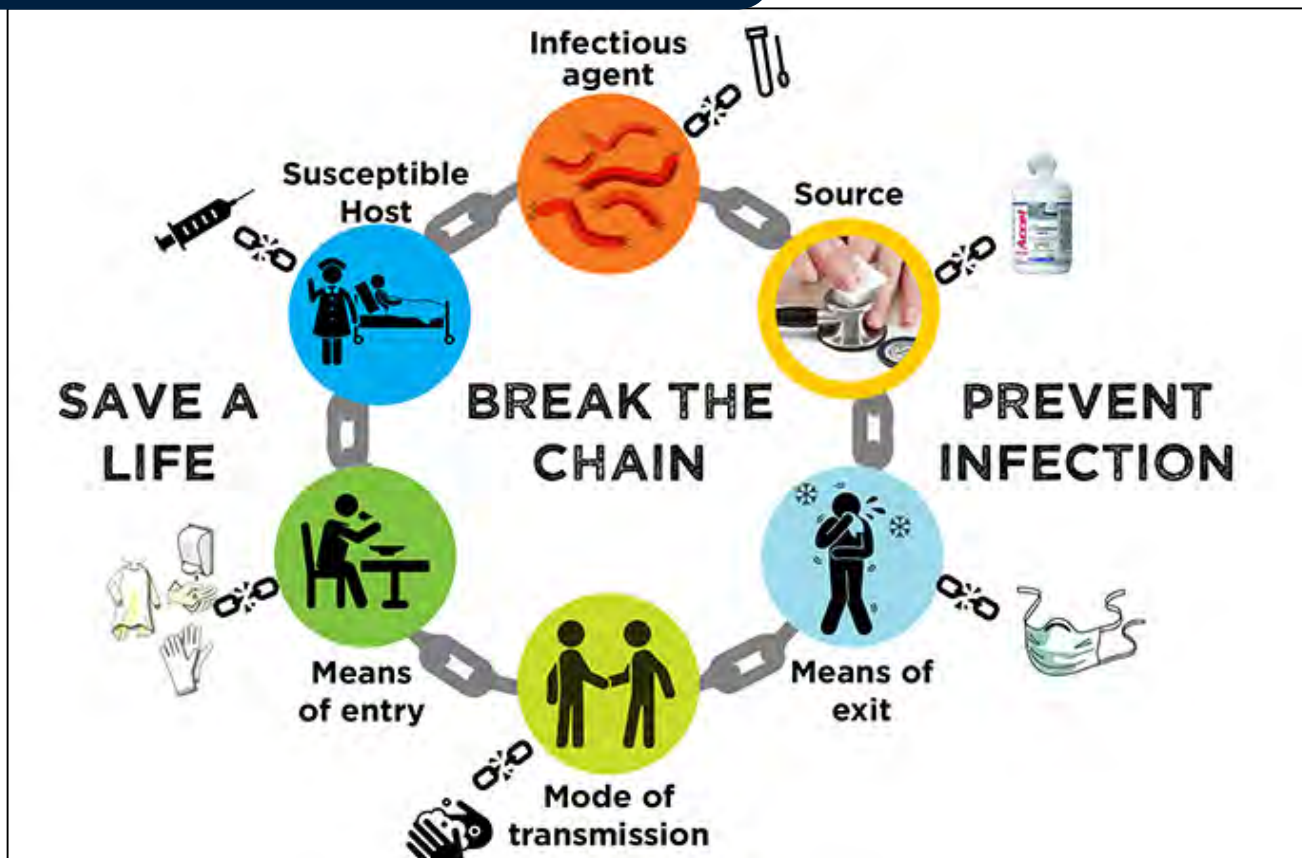 Infectious
agent
Susceptible
Host
Source
Accel
SAVE A
LIFE
BREAK THE
CHAIN
PREVENT
INFECTION
Means
of entry
Means of
exit
Mode of
transmission